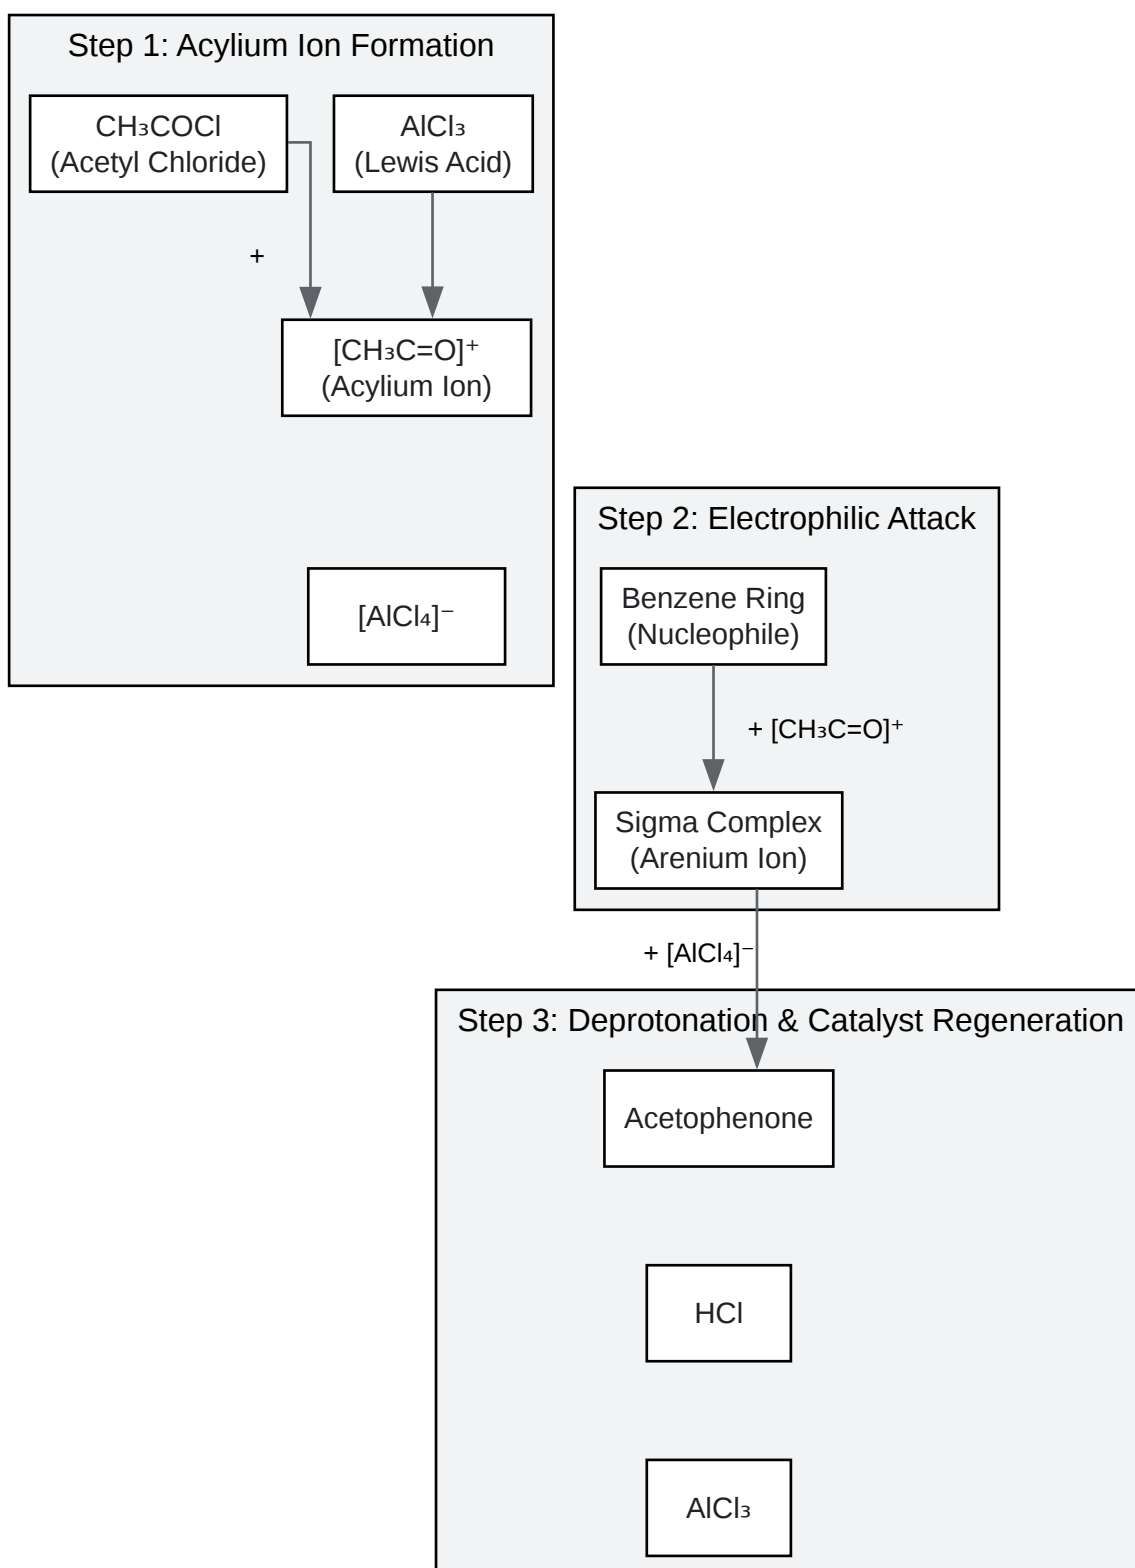 Step 1: Acylium Ion Formation
CH₃COCl
(Acetyl Chloride)
AlCl₃
(Lewis Acid)
+
[CH₃C=O]⁺
(Acylium Ion)
[AlCl₄]⁻
Step 2: Electrophilic Attack
Benzene Ring
(Nucleophile)
+ [CH₃C=O]⁺
Sigma Complex
(Arenium Ion)
+ [AlCl₄]⁻
Step 3: Deprotonation & Catalyst Regeneration
Acetophenone
HCl
AlCl₃